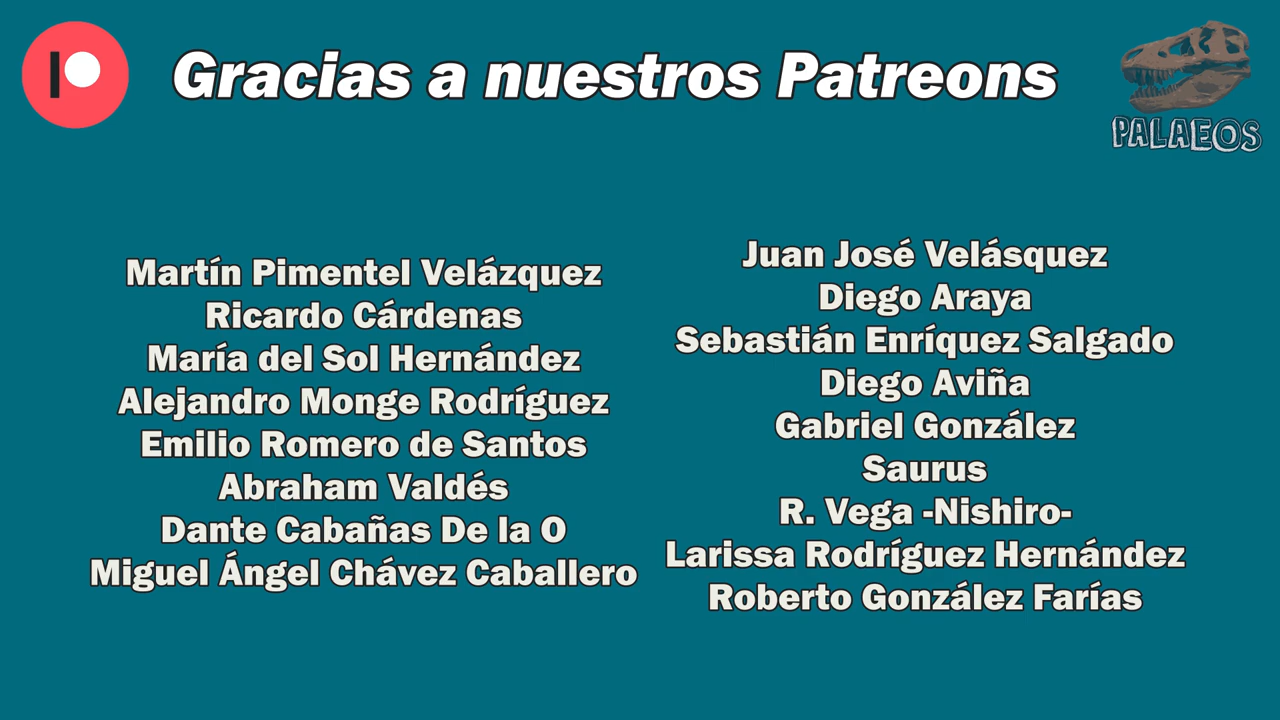 Gracias a nuestros Patreons
PALAEOS
Martín Pimentel Velázquez
Ricardo Cárdenas
María del Sol Hernández
Alejandro Monge Rodríguez
Emilio Romero de Santos
Abraham Valdés
Dante Cabañas De la O
Miguel Ángel Chávez Caballero
Juan José Velásquez
Diego Araya
Sebastián Enríquez Salgado
Diego Aviña
Gabriel González
Saurus
R. Vega -Nishiro-
Larissa Rodríguez Hernández
Roberto González Farías